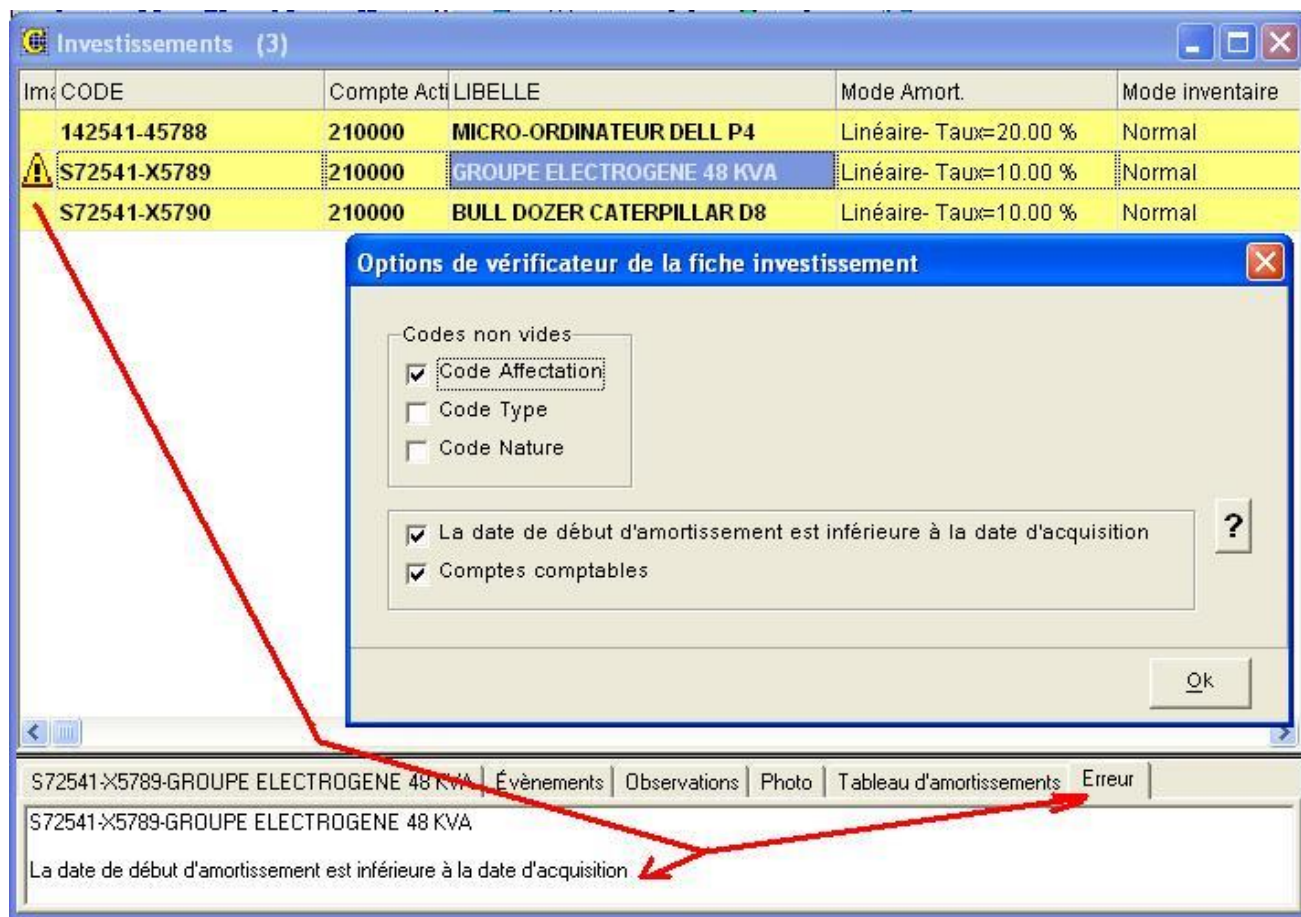 Investissements (3)
Ima CODE Compte Acti LIBELLE Mode Amort. Mode inventaire
142541-45788 210000 MICRO-ORDINATEUR DELL P4 Linéaire- Taux=20.00 % Normal
S72541-X5789 210000 GROUPE ELECTROGENE 48 KVA Linéaire- Taux=10.00 % Normal
S72541-X5790 210000 BULL DOZER CATERPILLAR D8 Linéaire- Taux=10.00 % Normal
Options de vérificateur de la fiche investissement
Codes non vides
Code Affectation
Code Type
Code Nature
La date de début d'amortissement est inférieure à la date d'acquisition
?
Comptes comptables
Ok
S72541-X5789-GROUPE ELECTROGENE 48 KVA Évènements Observations Photo Tableau d'amortissements Erreur
S72541-X5789-GROUPE ELECTROGENE 48 KVA
La date de début d'amortissement est inférieure à la date d'acquisition